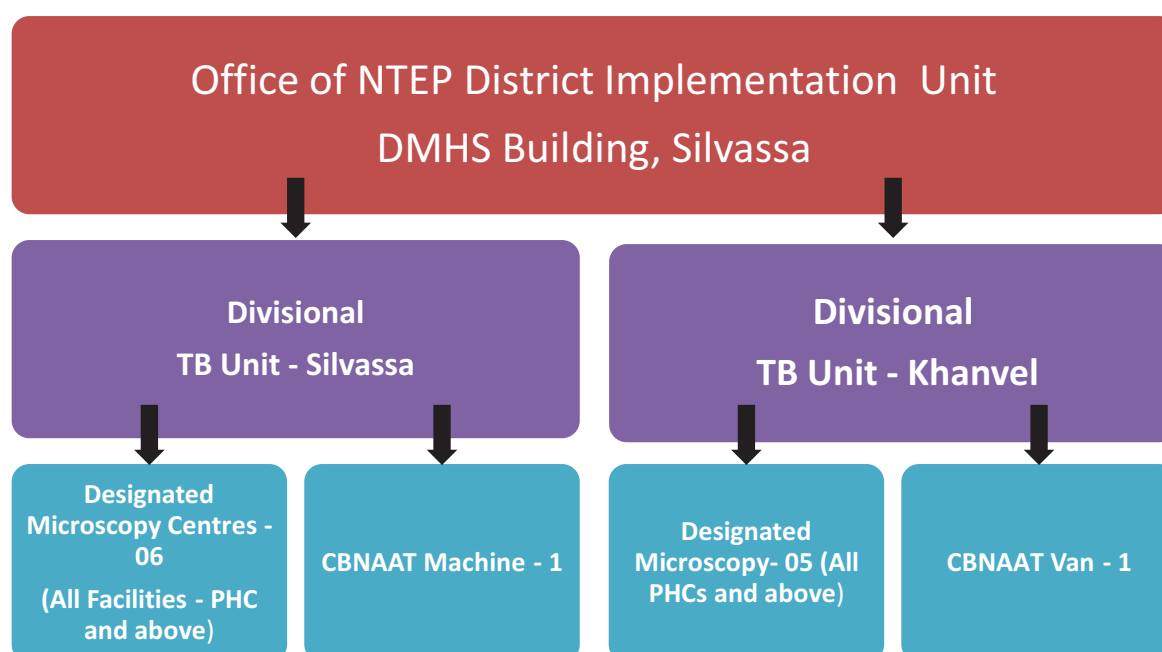 Office of NTEP District Implementation Unit
DMHS Building, Silvassa
Divisional
TB Unit - Silvassa
Divisional
TB Unit - Khanvel
Designated
Microscopy Centres -
06
(All Facilities - PHC
and above)
CBNAAT Machine - 1
Designated
Microscopy- 05 (All
PHCs and above)
CBNAAT Van - 1